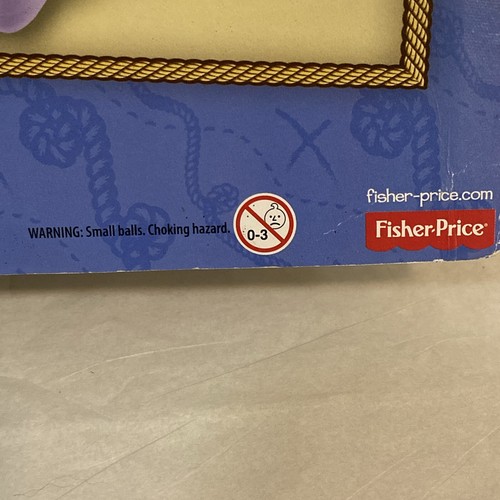 fisher-price.com
WARNING: Small balls. Choking hazard.
0-3
Fisher-Price®